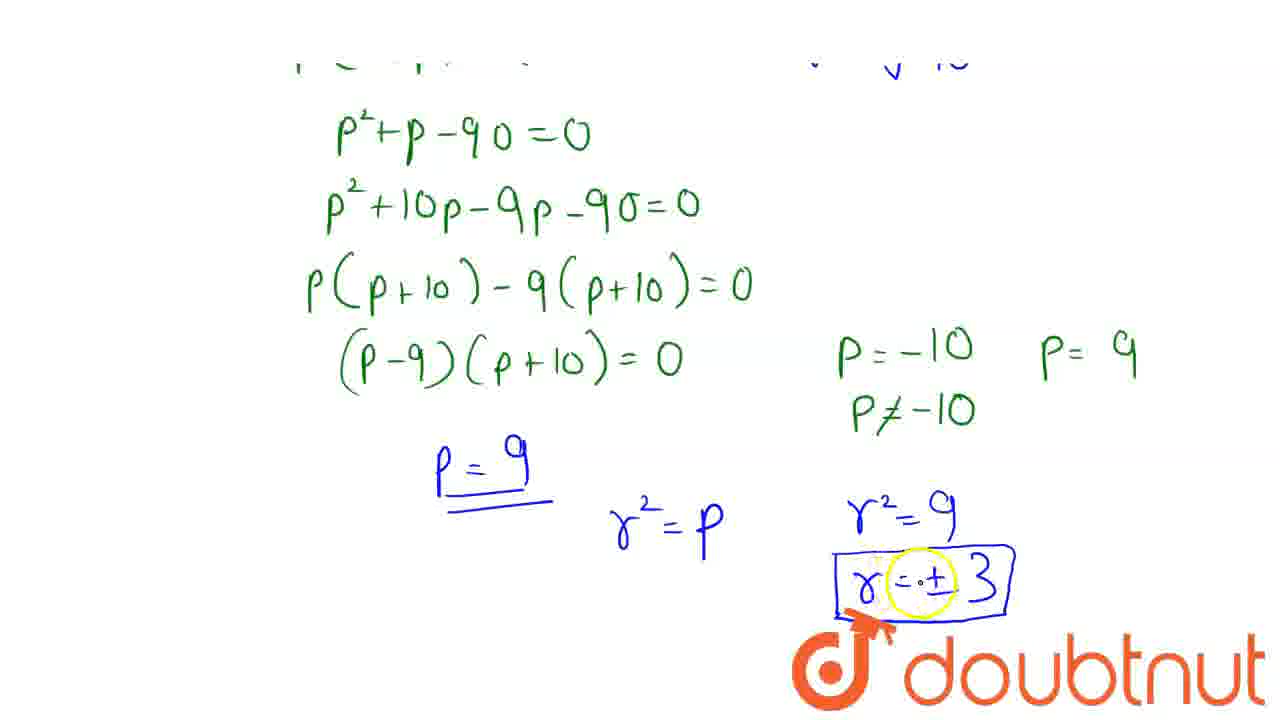 p²+p-90=0
p²+10p-9p-90=0
p(p+10)-9(p+10)=0
(p-9)(p+10)=0
p=-10 p=9
p≠-10
p=9
r²=p r²=9
r=±3
doubtnut